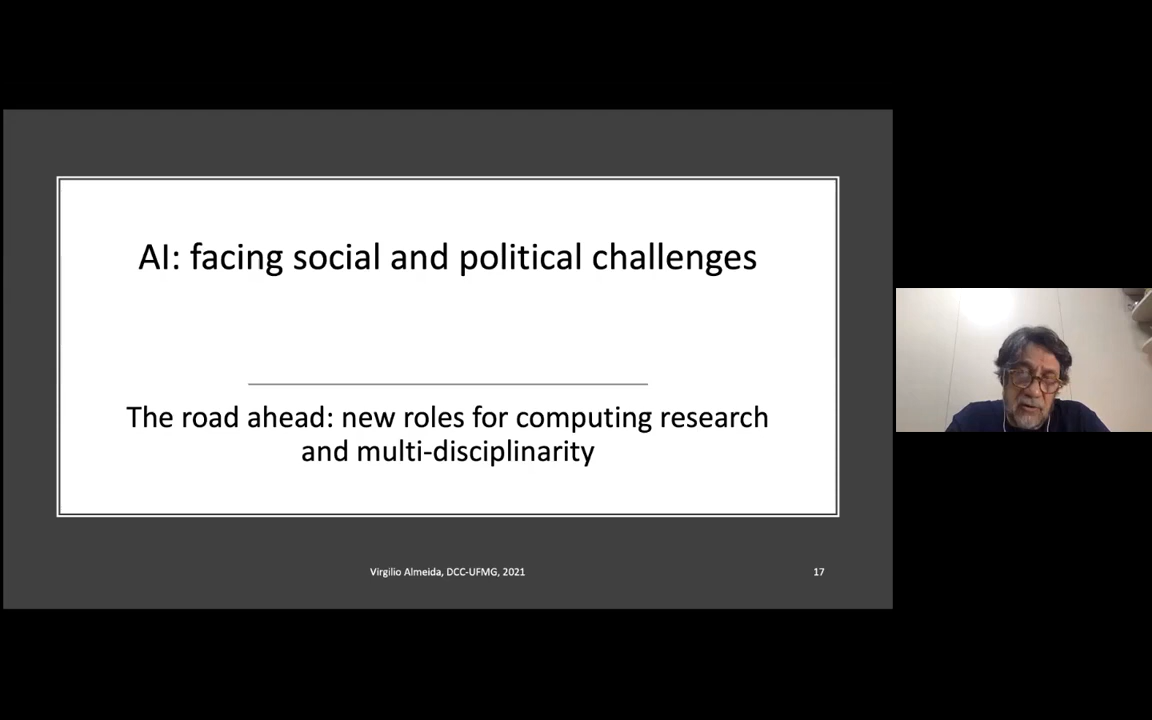 AI: facing social and political challenges
The road ahead: new roles for computing research
and multi-disciplinarity
Virgilio Almeida, DCC-UFMG, 2021
17